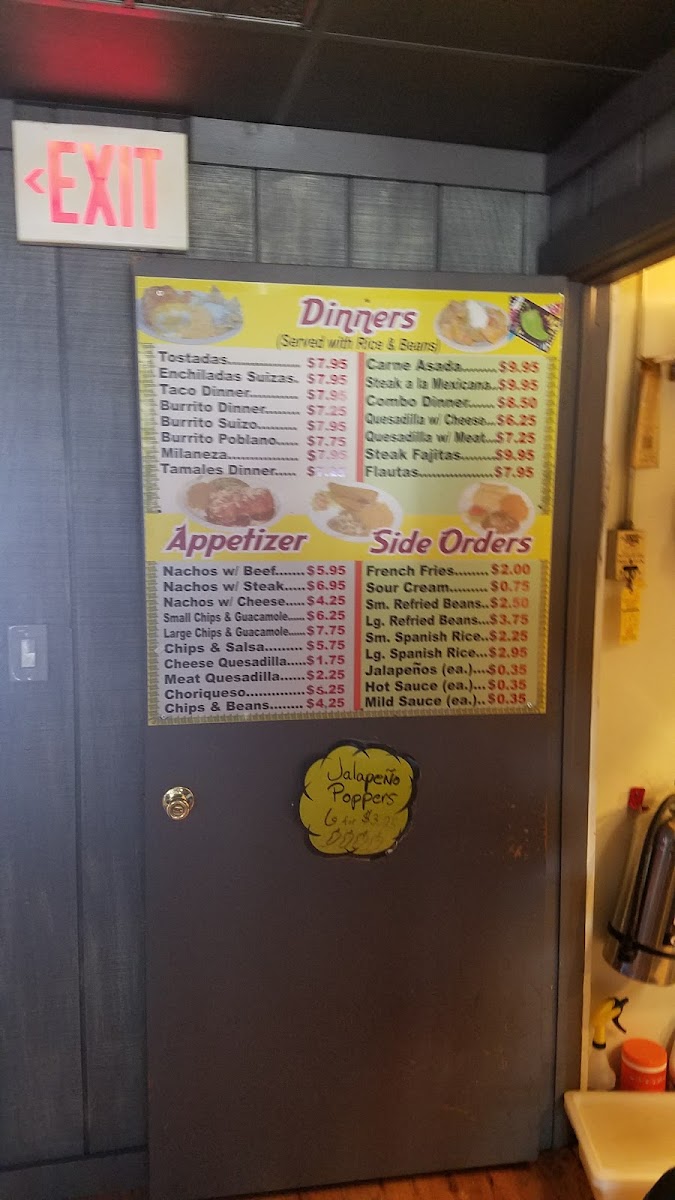 <EXIT
Dinners
(Served with Rice & Beans)
Tostadas.................... $7.95
Enchiladas Suizas. $7.95
Taco Dinner............. $7.95
Burrito Dinner......... $7.25
Burrito Suizo........... $7.95
Burrito Poblano...... $7.75
Milaneza.................... $7.95
Tamales Dinner.....
Carne Asada.........$9.95
Steak a la Mexicana..$9.95
Combo Dinner.......$8.50
Quesadilla w/ Cheese...$6.25
Quesadilla w/ Meat...$7.25
Steak Fajitas.........$9.95
Flautas...................$7.95
Appetizer
Nachos w/ Beef........$5.95
Nachos w/ Steak.....$6.95
Nachos w/ Cheese.....$4.25
Small Chips & Guacamole......$6.25
Large Chips & Guacamole......$7.75
Chips & Salsa.........$5.75
Cheese Quesadilla.....$1.75
Meat Quesadilla......$2.25
Choriqueso...............$5.25
Chips & Beans........$4.25
Side Orders
French Fries.........$2.00
Sour Cream..........$0.75
Sm. Refried Beans..$2.50
Lg. Refried Beans...$3.75
Sm. Spanish Rice..$2.25
Lg. Spanish Rice...$2.95
Jalapeños (ea.)....$0.35
Hot Sauce (ea.)...$0.35
Mild Sauce (ea.)..$0.35
Jalapeño
Poppers
6 for